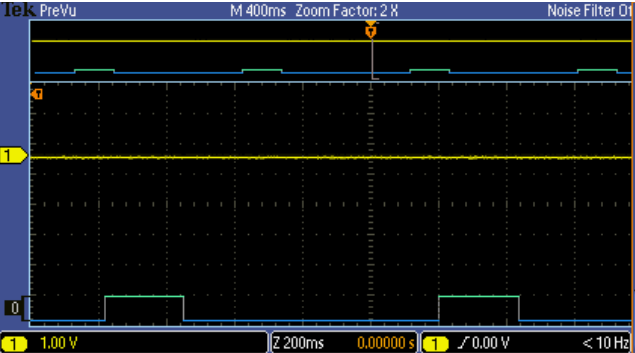 Tek PreVu M 400ms Zoom Factor: 2 X Noise Filter Of
T
T
1
0
1 1.00 V Z 200ms 0.00000 s 1 0.00 V < 10 Hz